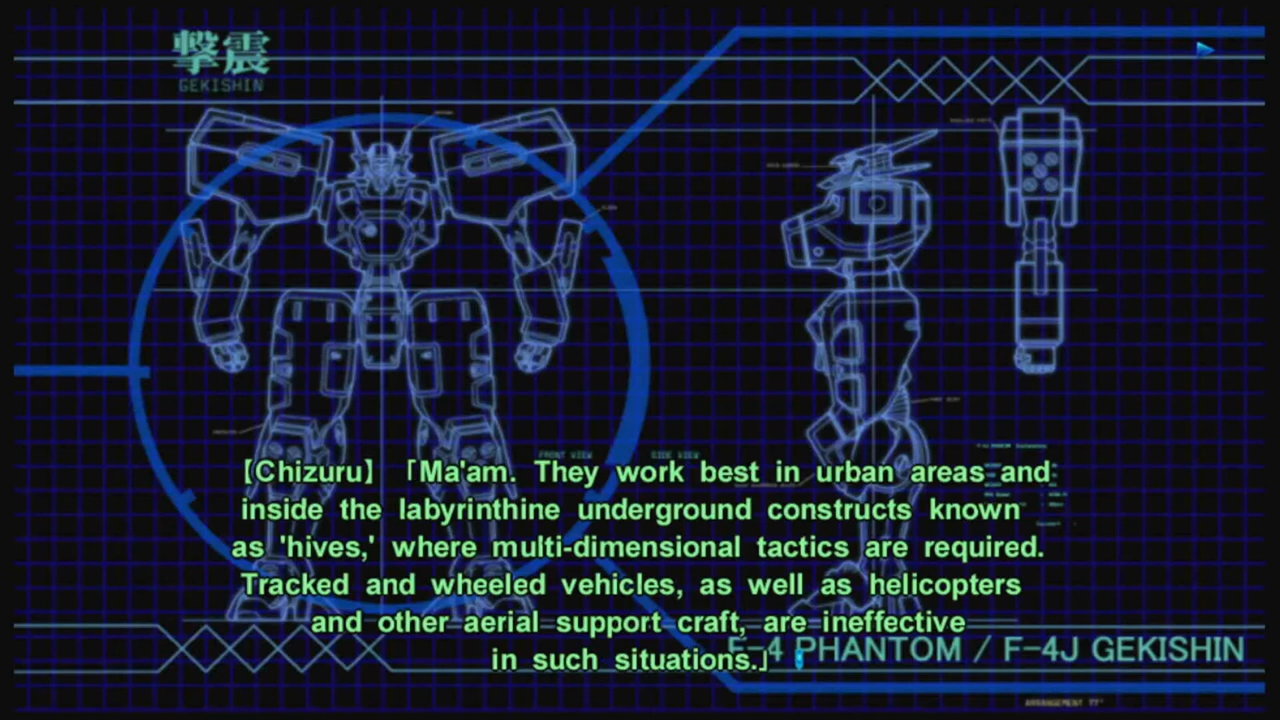 撃震
GEKISHIN
FRONT VIEW
SIDE VIEW
【Chizuru】 「Ma'am. They work best in urban areas and
inside the labyrinthine underground constructs known
as 'hives,' where multi-dimensional tactics are required.
Tracked and wheeled vehicles, as well as helicopters
and other aerial support craft, are ineffective
in such situations.」
F-4 PHANTOM / F-4J GEKISHIN